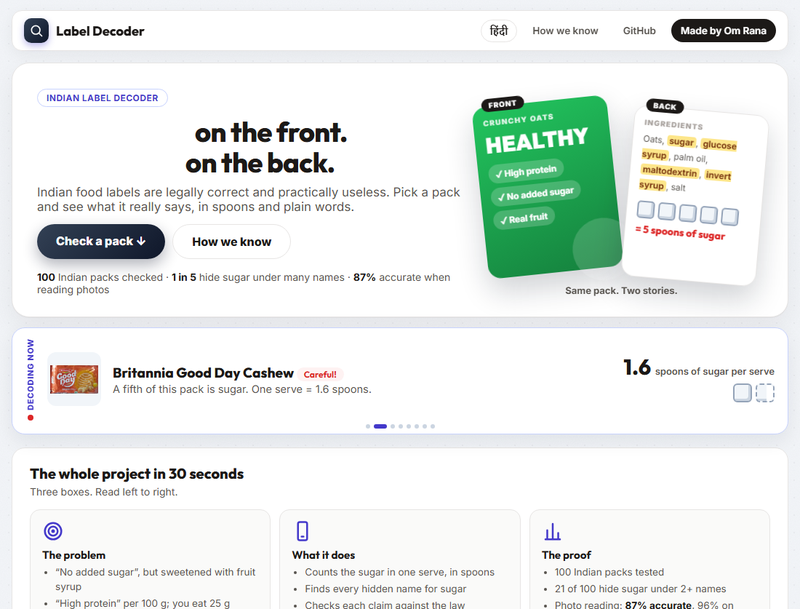 Label Decoder
हिंदी
How we know
GitHub
Made by Om Rana
INDIAN LABEL DECODER
on the front.
on the back.
Indian food labels are legally correct and practically useless. Pick a pack
and see what it really says, in spoons and plain words.
Check a pack ↓
How we know
100 Indian packs checked · 1 in 5 hide sugar under many names · 87% accurate when
reading photos
FRONT
CRUNCHY OATS
HEALTHY
✓ High protein
✓ No added sugar
✓ Real fruit
BACK
INGREDIENTS
Oats, sugar, glucose
syrup, palm oil,
maltodextrin, invert
syrup, salt
= 5 spoons of sugar
Same pack. Two stories.
DECODING NOW
Good Day
Britannia Good Day Cashew
Careful!
A fifth of this pack is sugar. One serve = 1.6 spoons.
1.6 spoons of sugar per serve
The whole project in 30 seconds
Three boxes. Read left to right.
The problem
• “No added sugar”, but sweetened with fruit
syrup
• “High protein” per 100 g; you eat 25 g
What it does
• Counts the sugar in one serve, in spoons
• Finds every hidden name for sugar
• Checks each claim against the law
The proof
• 100 Indian packs tested
• 21 of 100 hide sugar under 2+ names
• Photo reading: 87% accurate, 96% on